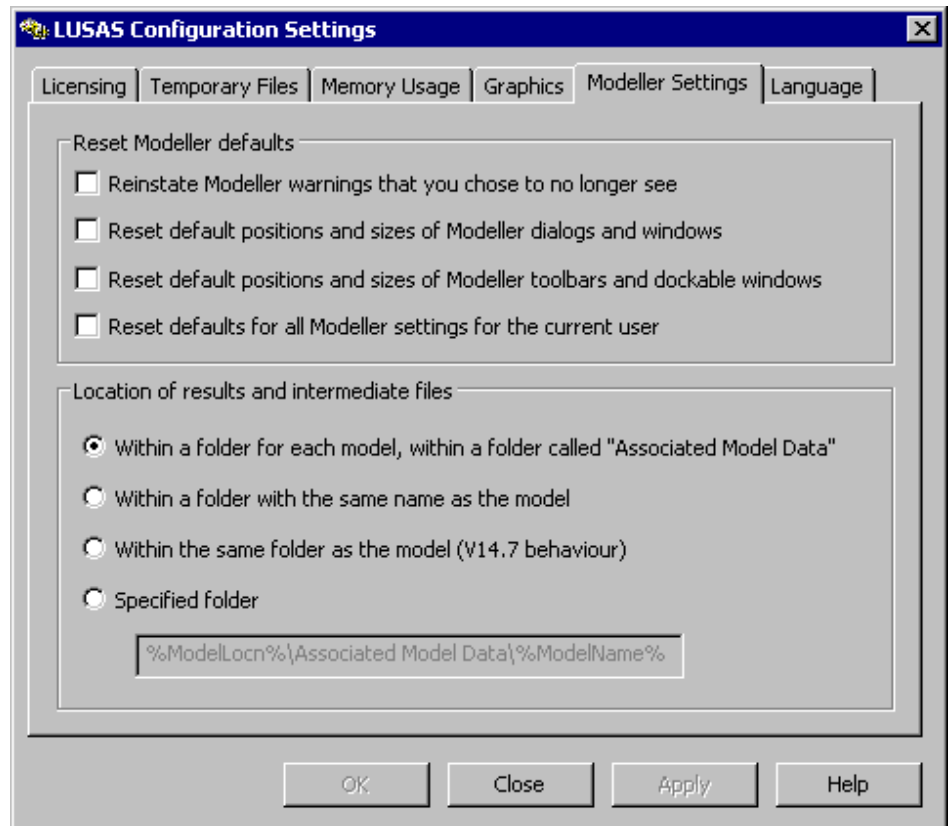 LUSAS Configuration Settings
Licensing Temporary Files Memory Usage Graphics Modeller Settings Language
Reset Modeller defaults
Reinstate Modeller warnings that you chose to no longer see
Reset default positions and sizes of Modeller dialogs and windows
Reset default positions and sizes of Modeller toolbars and dockable windows
Reset defaults for all Modeller settings for the current user
Location of results and intermediate files
Within a folder for each model, within a folder called "Associated Model Data"
Within a folder with the same name as the model
Within the same folder as the model (V14.7 behaviour)
Specified folder
%ModelLocn%\Associated Model Data\%ModelName%
OK Close Apply Help